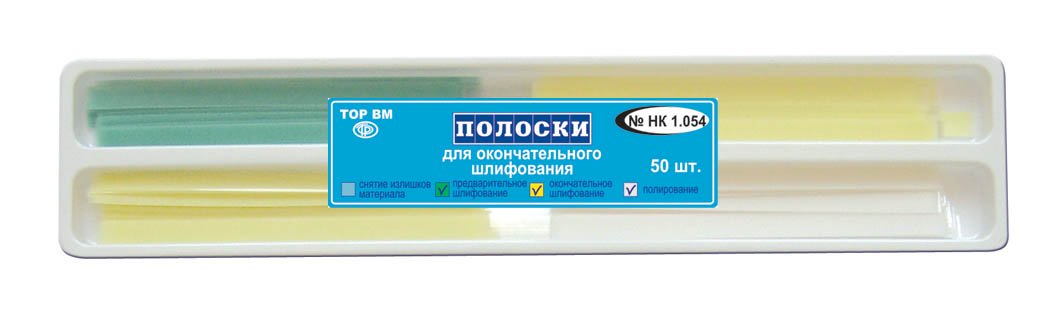 ТОР ВМ
ПОЛОСКИ
№ НК 1.054
для окончательного
шлифования
50 шт.
снятие излишков
материала
предварительное
шлифование
окончательное
шлифование
полирование